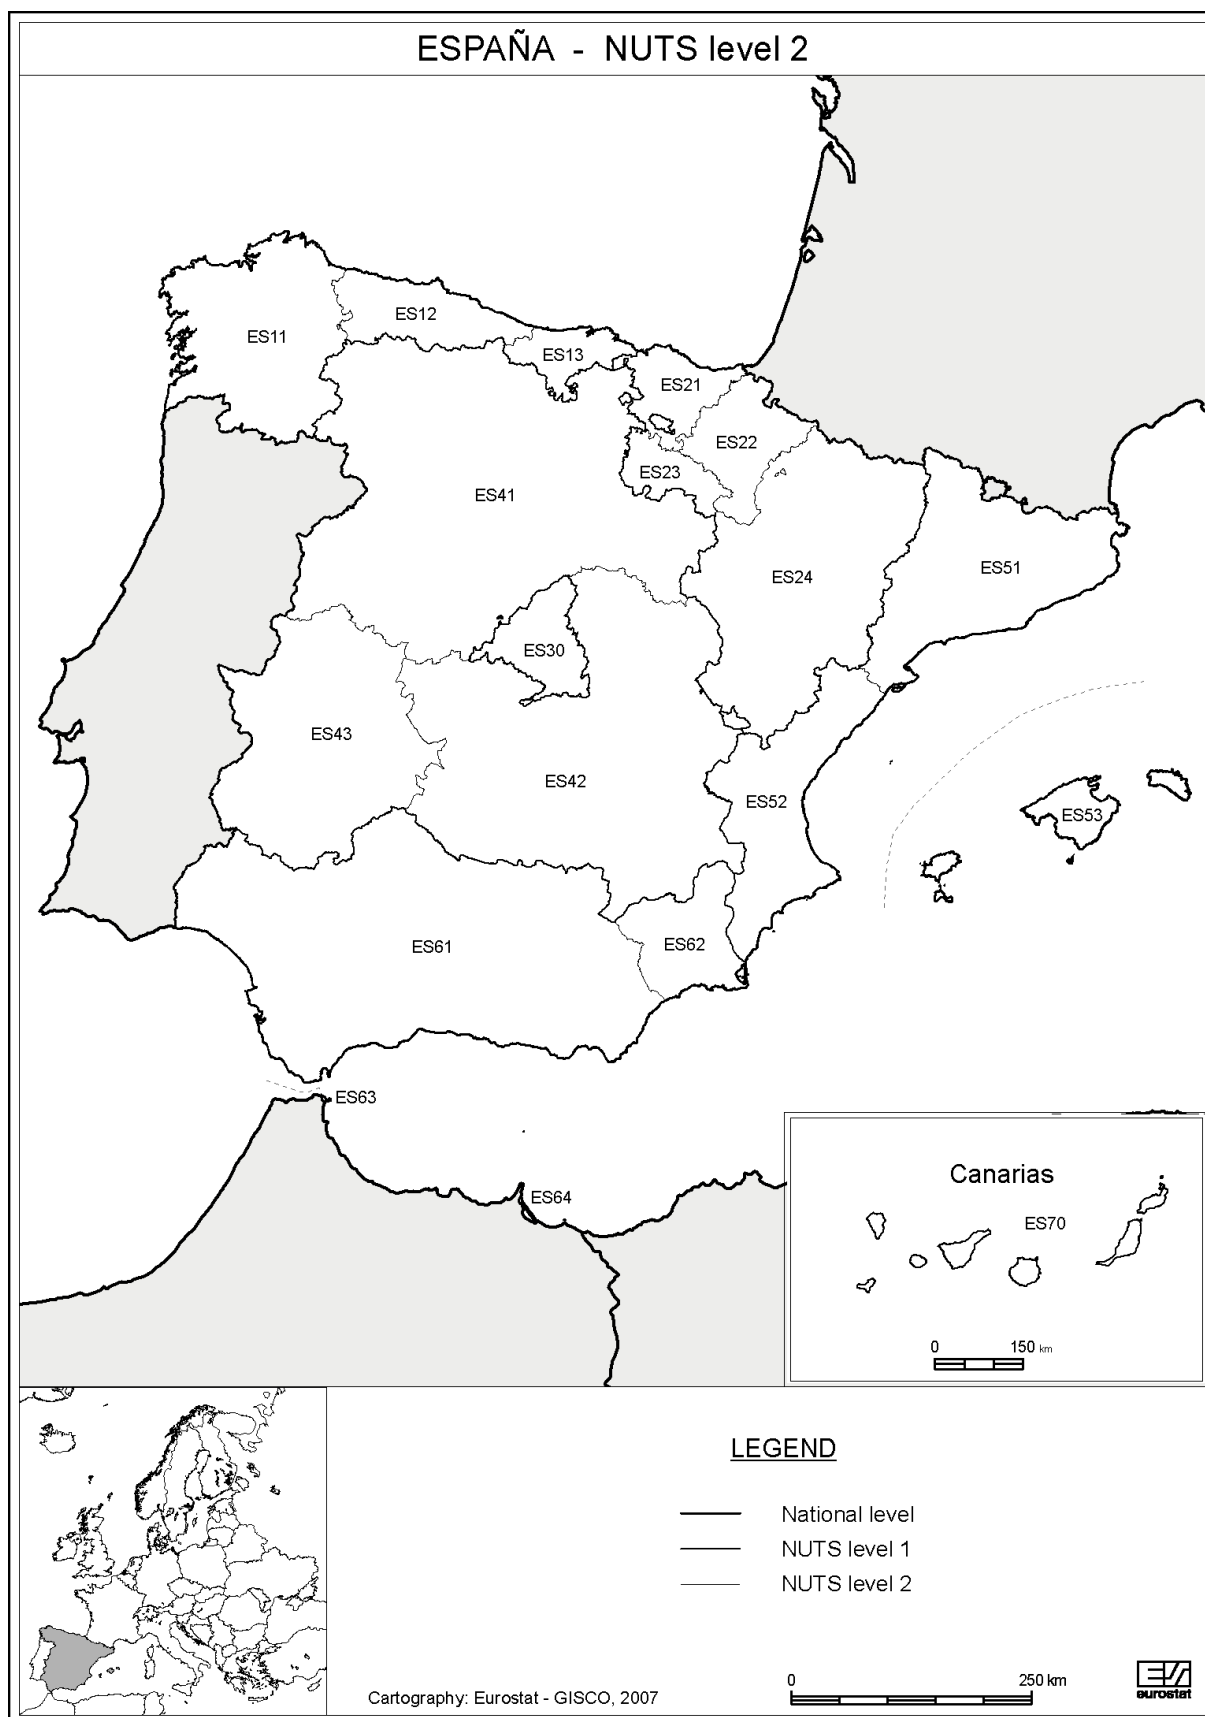 ESPAÑA - NUTS level 2
ES11
ES12
ES13
ES21
ES22
ES23
ES41
ES24
ES51
ES30
ES43
ES42
ES52
ES53
ES61
ES62
ES63
ES64
Canarias
ES70
0 150 km
LEGEND
National level
NUTS level 1
NUTS level 2
Cartography: Eurostat - GISCO, 2007
0 250 km
eurostat